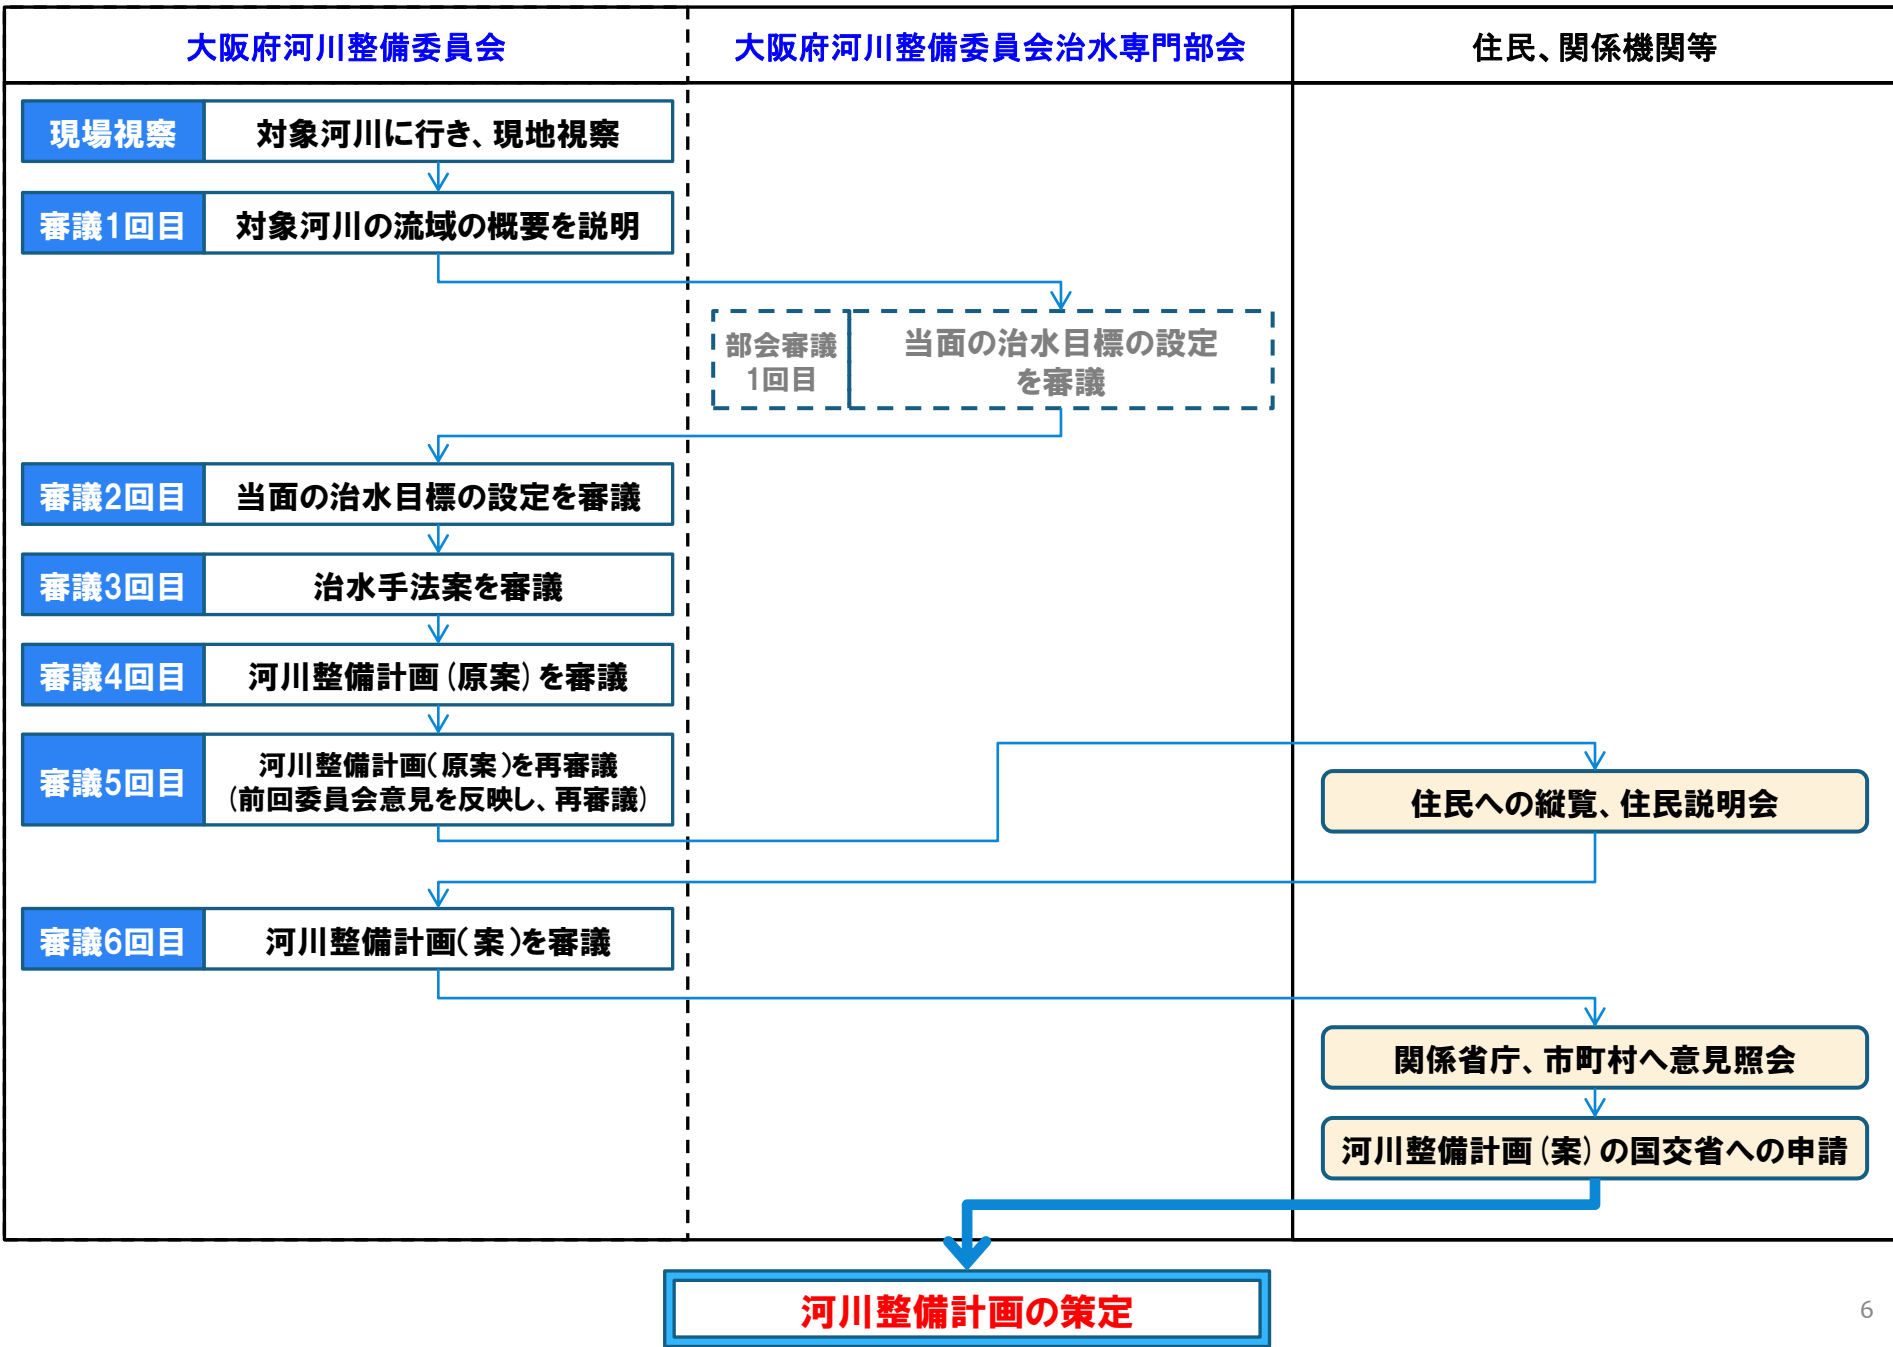 大阪府河川整備委員会
大阪府河川整備委員会治水専門部会
住民、関係機関等
現場視察
対象河川に行き、現地視察
審議1回目
対象河川の流域の概要を説明
部会審議
1回目
当面の治水目標の設定
を審議
審議2回目
当面の治水目標の設定を審議
審議3回目
治水手法案を審議
審議4回目
河川整備計画(原案)を審議
審議5回目
河川整備計画(原案)を再審議
(前回委員会意見を反映し、再審議)
住民への縦覧、住民説明会
審議6回目
河川整備計画(案)を審議
関係省庁、市町村へ意見照会
河川整備計画(案)の国交省への申請
河川整備計画の策定
6